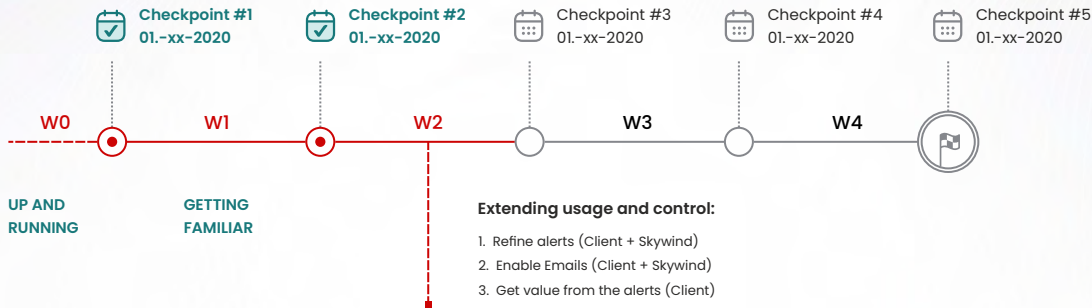 Checkpoint #1
01.-xx-2020
Checkpoint #2
01.-xx-2020
Checkpoint #3
01.-xx-2020
Checkpoint #4
01.-xx-2020
Checkpoint #5
01.-xx-2020
W0
W1
W2
W3
W4
UP AND
RUNNING
GETTING
FAMILIAR
Extending usage and control:
1. Refine alerts (Client + Skywind)
2. Enable Emails (Client + Skywind)
3. Get value from the alerts (Client)